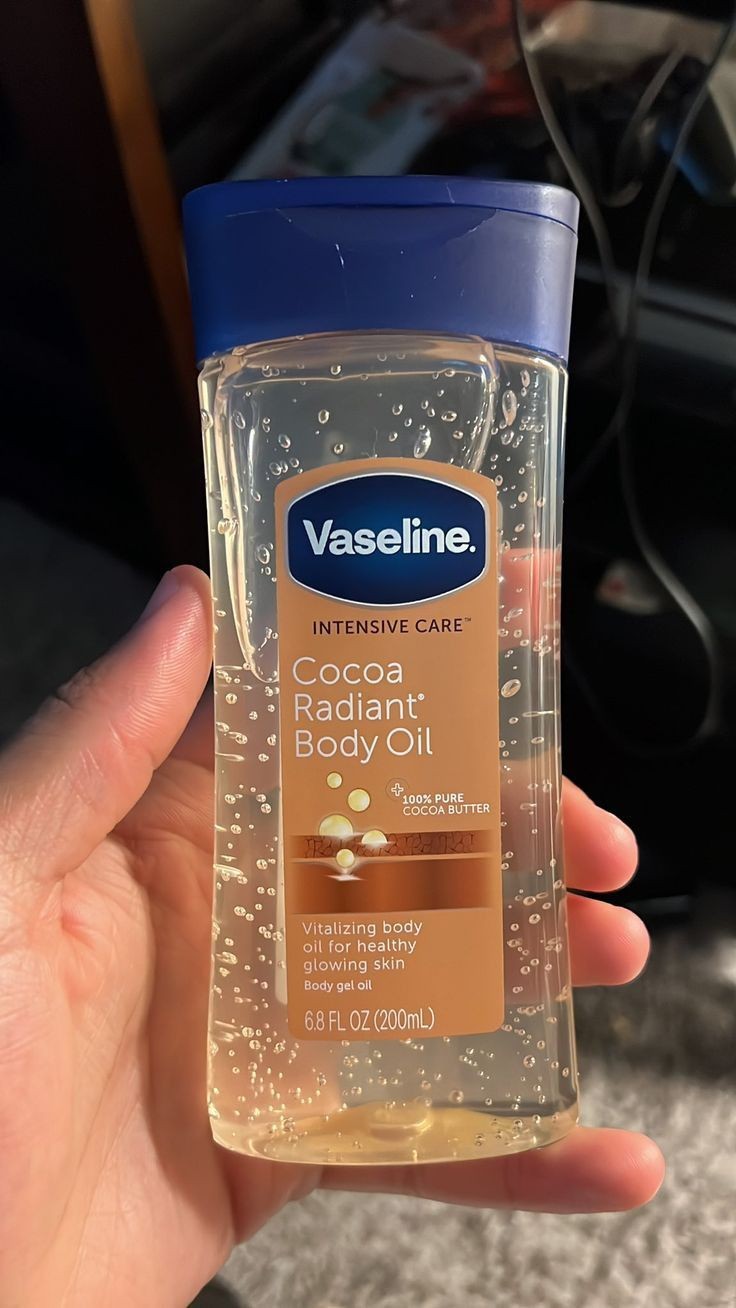 Vaseline.
INTENSIVE CARE™
Cocoa
Radiant®
Body Oil
100% PURE
COCOA BUTTER
Vitalizing body
oil for healthy
glowing skin
Body gel oil
6.8 FL OZ (200mL)